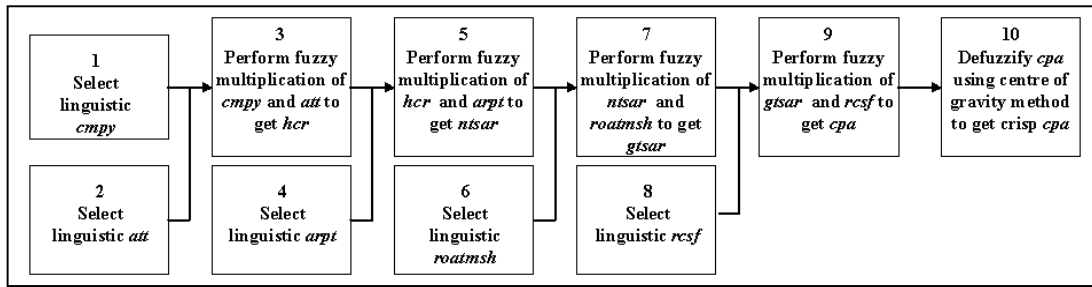 1
Select
linguistic
cmpy
2
Select
linguistic att
3
Perform fuzzy
multiplication of
cmpy and att to
get hcr
4
Select
linguistic arpt
5
Perform fuzzy
multiplication of
hcr and arpt to
get ntsar
6
Select
linguistic
roatmsh
7
Perform fuzzy
multiplication of
ntsar and
roatmsh to get
gtsar
8
Select
linguistic rcsf
9
Perform fuzzy
multiplication of
gtsar and rcsf to
get cpa
10
Defuzzify cpa
using centre of
gravity method
to get crisp cpa